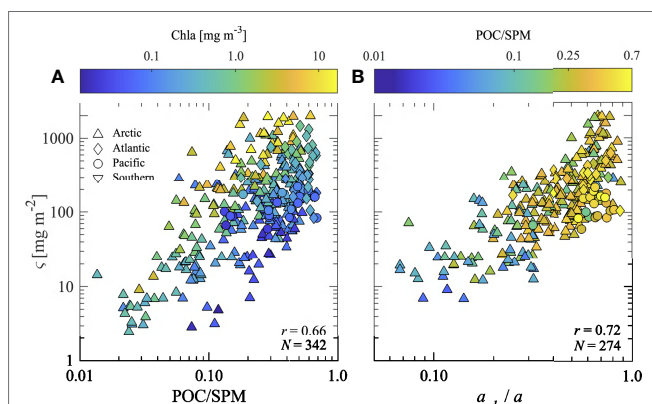 Chla [mg m⁻³]
POC/SPM
0.1 1.0 10
0.01 0.1 0.25 0.7
A
B
Arctic
Atlantic
Pacific
Southern
1000
100
10
1
ς [mg m⁻²]
r = 0.66
N = 342
r = 0.72
N = 274
0.01 0.10 1.0
0.10 1.0
POC/SPM